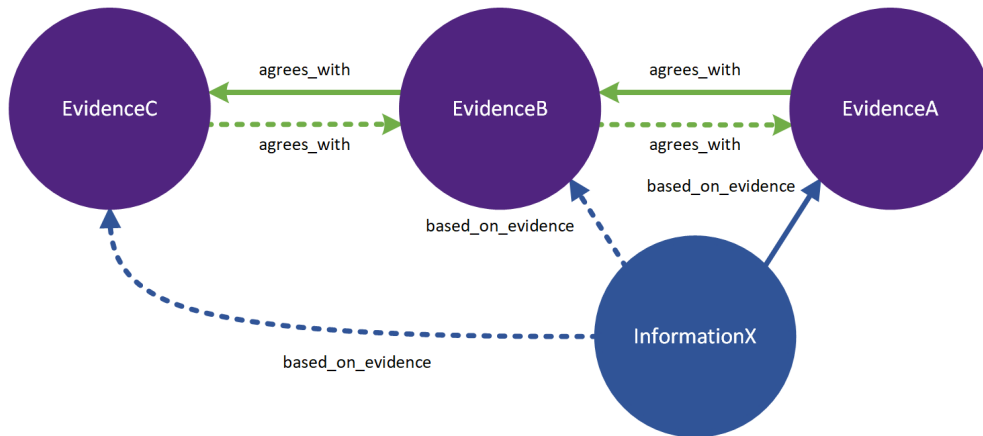 agrees_with
agrees_with
EvidenceC
EvidenceB
EvidenceA
agrees_with
agrees_with
based_on_evidence
based_on_evidence
InformationX
based_on_evidence